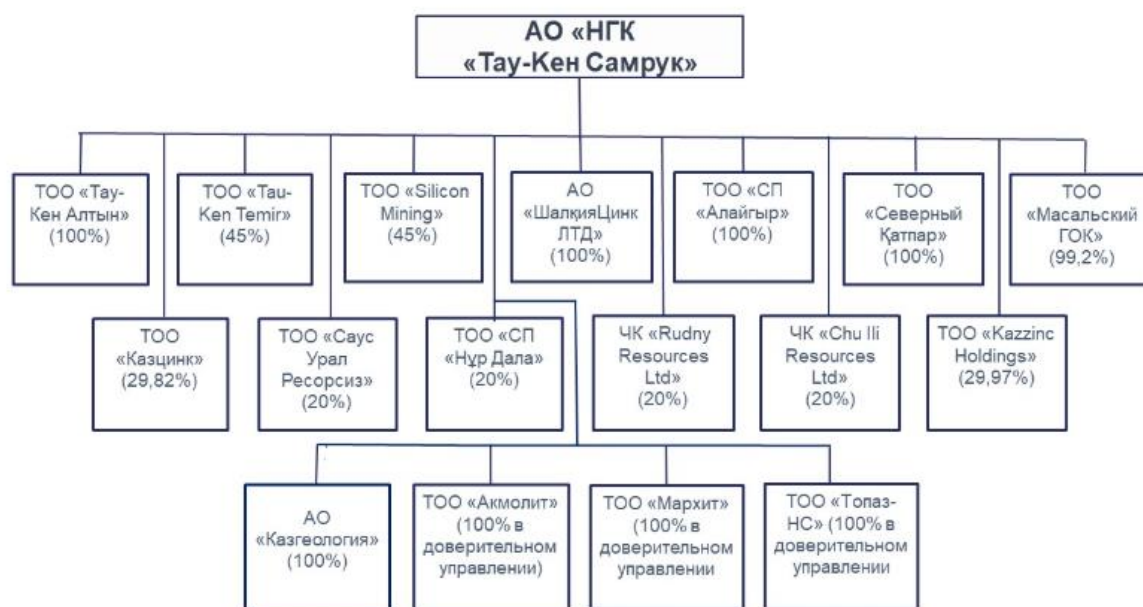 АО «НГК
«Тау-Кен Самрук»
ТОО «Тау-
Кен Алтын»
(100%)
ТОО «Tau-
Ken Temir»
(45%)
ТОО «Silicon
Mining»
(45%)
АО
«ШалқияЦинк
ЛТД»
(100%)
ТОО «СП
«Алайгыр»
(100%)
ТОО
«Северный
Қатпар»
(100%)
ТОО
«Масальский
ГОК»
(99,2%)
ТОО
«Казцинк»
(29,82%)
ТОО «Саус
Урал
Ресорсиз»
(20%)
ТОО «СП
«Нұр Дала»
(20%)
ЧК «Rudny
Resources
Ltd»
(20%)
ЧК «Chu Ili
Resources
Ltd»
(20%)
ТОО «Kazzinc
Holdings»
(29,97%)
АО
«Казгеология»
(100%)
ТОО «Акмолит»
(100% в
доверительном
управлении)
ТОО «Мархит»
(100% в
доверительном
управлении
ТОО «Топаз-
НС» (100% в
доверительном
управлении